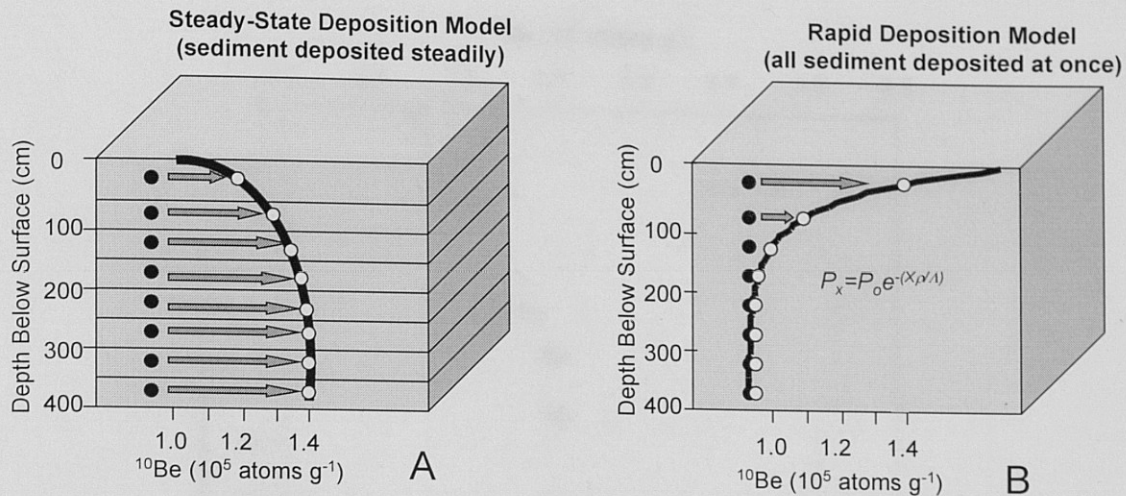 Steady-State Deposition Model
(sediment deposited steadily)
Depth Below Surface (cm)
0
100
200
300
400
1.0
1.2
1.4
¹⁰Be (10⁵ atoms g⁻¹)
A
Rapid Deposition Model
(all sediment deposited at once)
Depth Below Surface (cm)
0
100
200
300
400
Pₓ=Pₒe⁻⁽ˣρ/Λ⁾
1.0
1.2
1.4
¹⁰Be (10⁵ atoms g⁻¹)
B